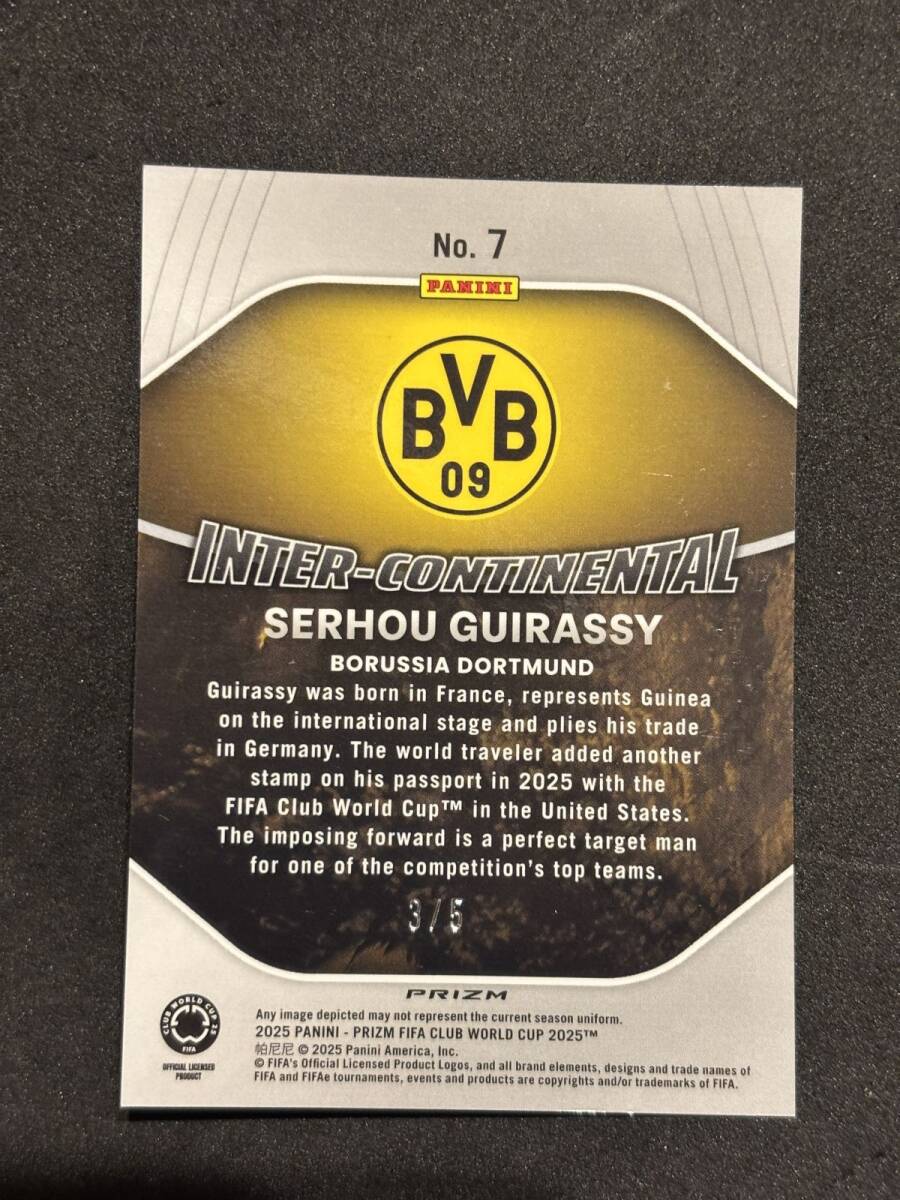 No. 7
PANINI
BVB
09
INTER-CONTINENTAL
SERHOU GUIRASSY
BORUSSIA DORTMUND
Guirassy was born in France, represents Guinea
on the international stage and plies his trade
in Germany. The world traveler added another
stamp on his passport in 2025 with the
FIFA Club World Cup™ in the United States.
The imposing forward is a perfect target man
for one of the competition's top teams.
3/5
PRIZM
CLUB WORLD CUP 25
FIFA
OFFICIAL LICENSED
PRODUCT
Any image depicted may not represent the current season uniform.
2025 PANINI - PRIZM FIFA CLUB WORLD CUP 2025™
帕尼尼 © 2025 Panini America, Inc.
© FIFA's Official Licensed Product Logos, and all brand elements, designs and trade names of
FIFA and FIFAe tournaments, events and products are copyrights and/or trademarks of FIFA.